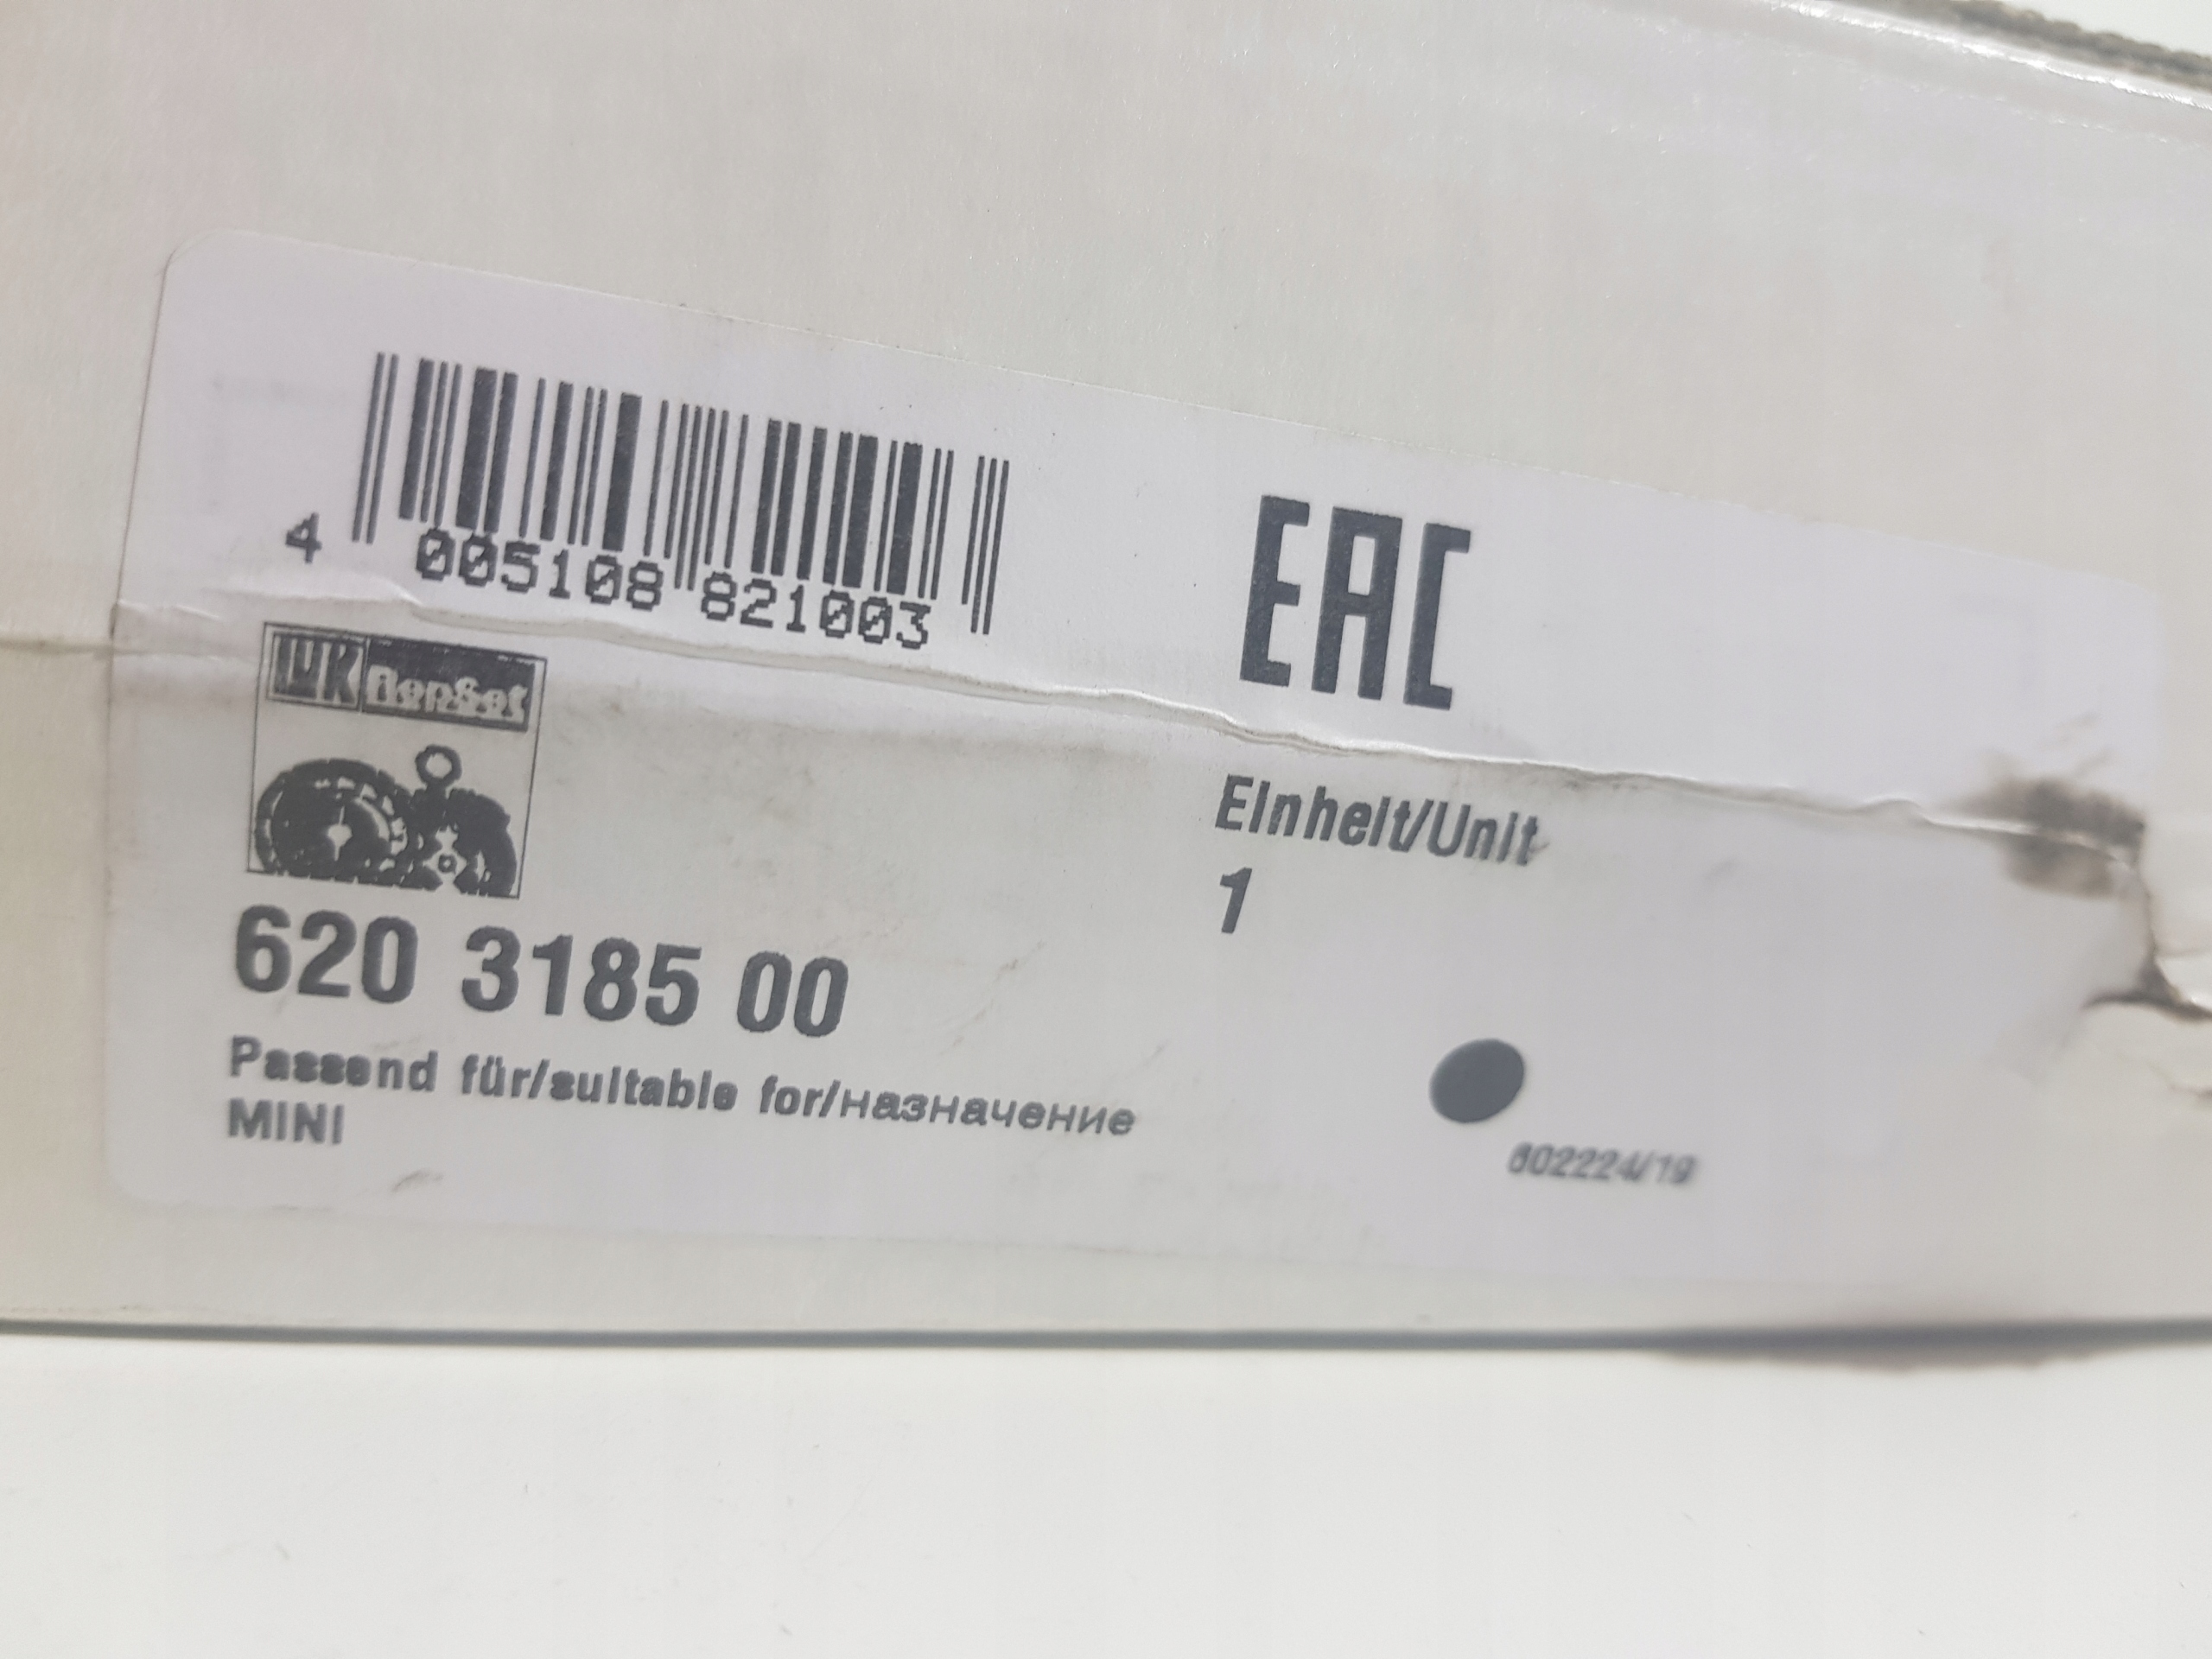 4 005108 821003
EAC
LUK RepSet
Einheit/Unit
1
620 3185 00
Passend für/suitable for/назначение
MINI
602224/19